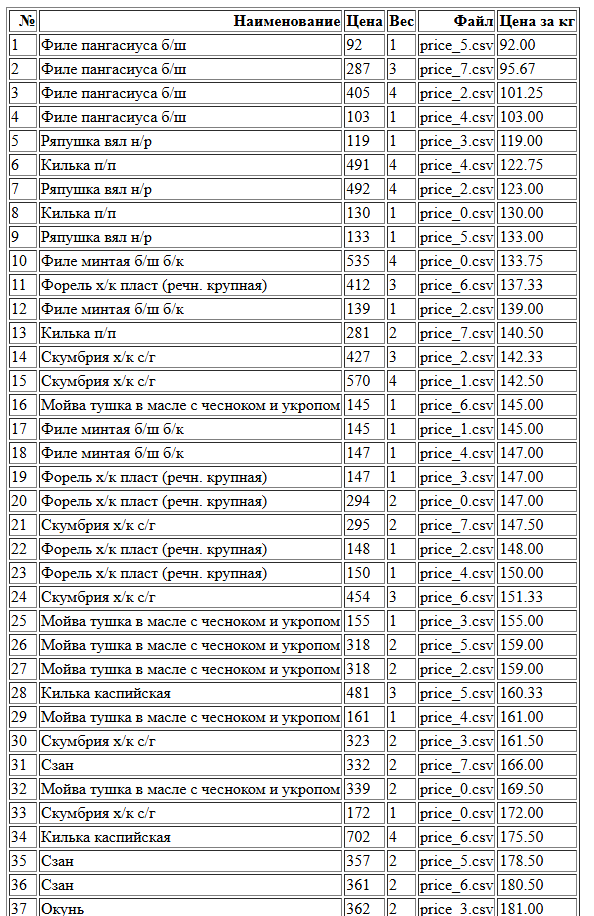 № Наименование Цена Вес Файл Цена за кг
1 Филе пангасиуса б/ш 92 1 price_5.csv 92.00
2 Филе пангасиуса б/ш 287 3 price_7.csv 95.67
3 Филе пангасиуса б/ш 405 4 price_2.csv 101.25
4 Филе пангасиуса б/ш 103 1 price_4.csv 103.00
5 Ряпушка вял н/р 119 1 price_3.csv 119.00
6 Килька п/п 491 4 price_4.csv 122.75
7 Ряпушка вял н/р 492 4 price_2.csv 123.00
8 Килька п/п 130 1 price_0.csv 130.00
9 Ряпушка вял н/р 133 1 price_5.csv 133.00
10 Филе минтая б/ш б/к 535 4 price_0.csv 133.75
11 Форель х/к пласт (речн. крупная) 412 3 price_6.csv 137.33
12 Филе минтая б/ш б/к 139 1 price_2.csv 139.00
13 Килька п/п 281 2 price_7.csv 140.50
14 Скумбрия х/к с/г 427 3 price_2.csv 142.33
15 Скумбрия х/к с/г 570 4 price_1.csv 142.50
16 Мойва тушка в масле с чесноком и укропом 145 1 price_6.csv 145.00
17 Филе минтая б/ш б/к 145 1 price_1.csv 145.00
18 Филе минтая б/ш б/к 147 1 price_4.csv 147.00
19 Форель х/к пласт (речн. крупная) 147 1 price_3.csv 147.00
20 Форель х/к пласт (речн. крупная) 294 2 price_0.csv 147.00
21 Скумбрия х/к с/г 295 2 price_7.csv 147.50
22 Форель х/к пласт (речн. крупная) 148 1 price_2.csv 148.00
23 Форель х/к пласт (речн. крупная) 150 1 price_4.csv 150.00
24 Скумбрия х/к с/г 454 3 price_6.csv 151.33
25 Мойва тушка в масле с чесноком и укропом 155 1 price_3.csv 155.00
26 Мойва тушка в масле с чесноком и укропом 318 2 price_5.csv 159.00
27 Мойва тушка в масле с чесноком и укропом 318 2 price_2.csv 159.00
28 Килька каспийская 481 3 price_5.csv 160.33
29 Мойва тушка в масле с чесноком и укропом 161 1 price_4.csv 161.00
30 Скумбрия х/к с/г 323 2 price_3.csv 161.50
31 Сзан 332 2 price_7.csv 166.00
32 Мойва тушка в масле с чесноком и укропом 339 2 price_0.csv 169.50
33 Скумбрия х/к с/г 172 1 price_0.csv 172.00
34 Килька каспийская 702 4 price_6.csv 175.50
35 Сзан 357 2 price_5.csv 178.50
36 Сзан 361 2 price_6.csv 180.50
37 Окунь 362 2 price_3.csv 181.00